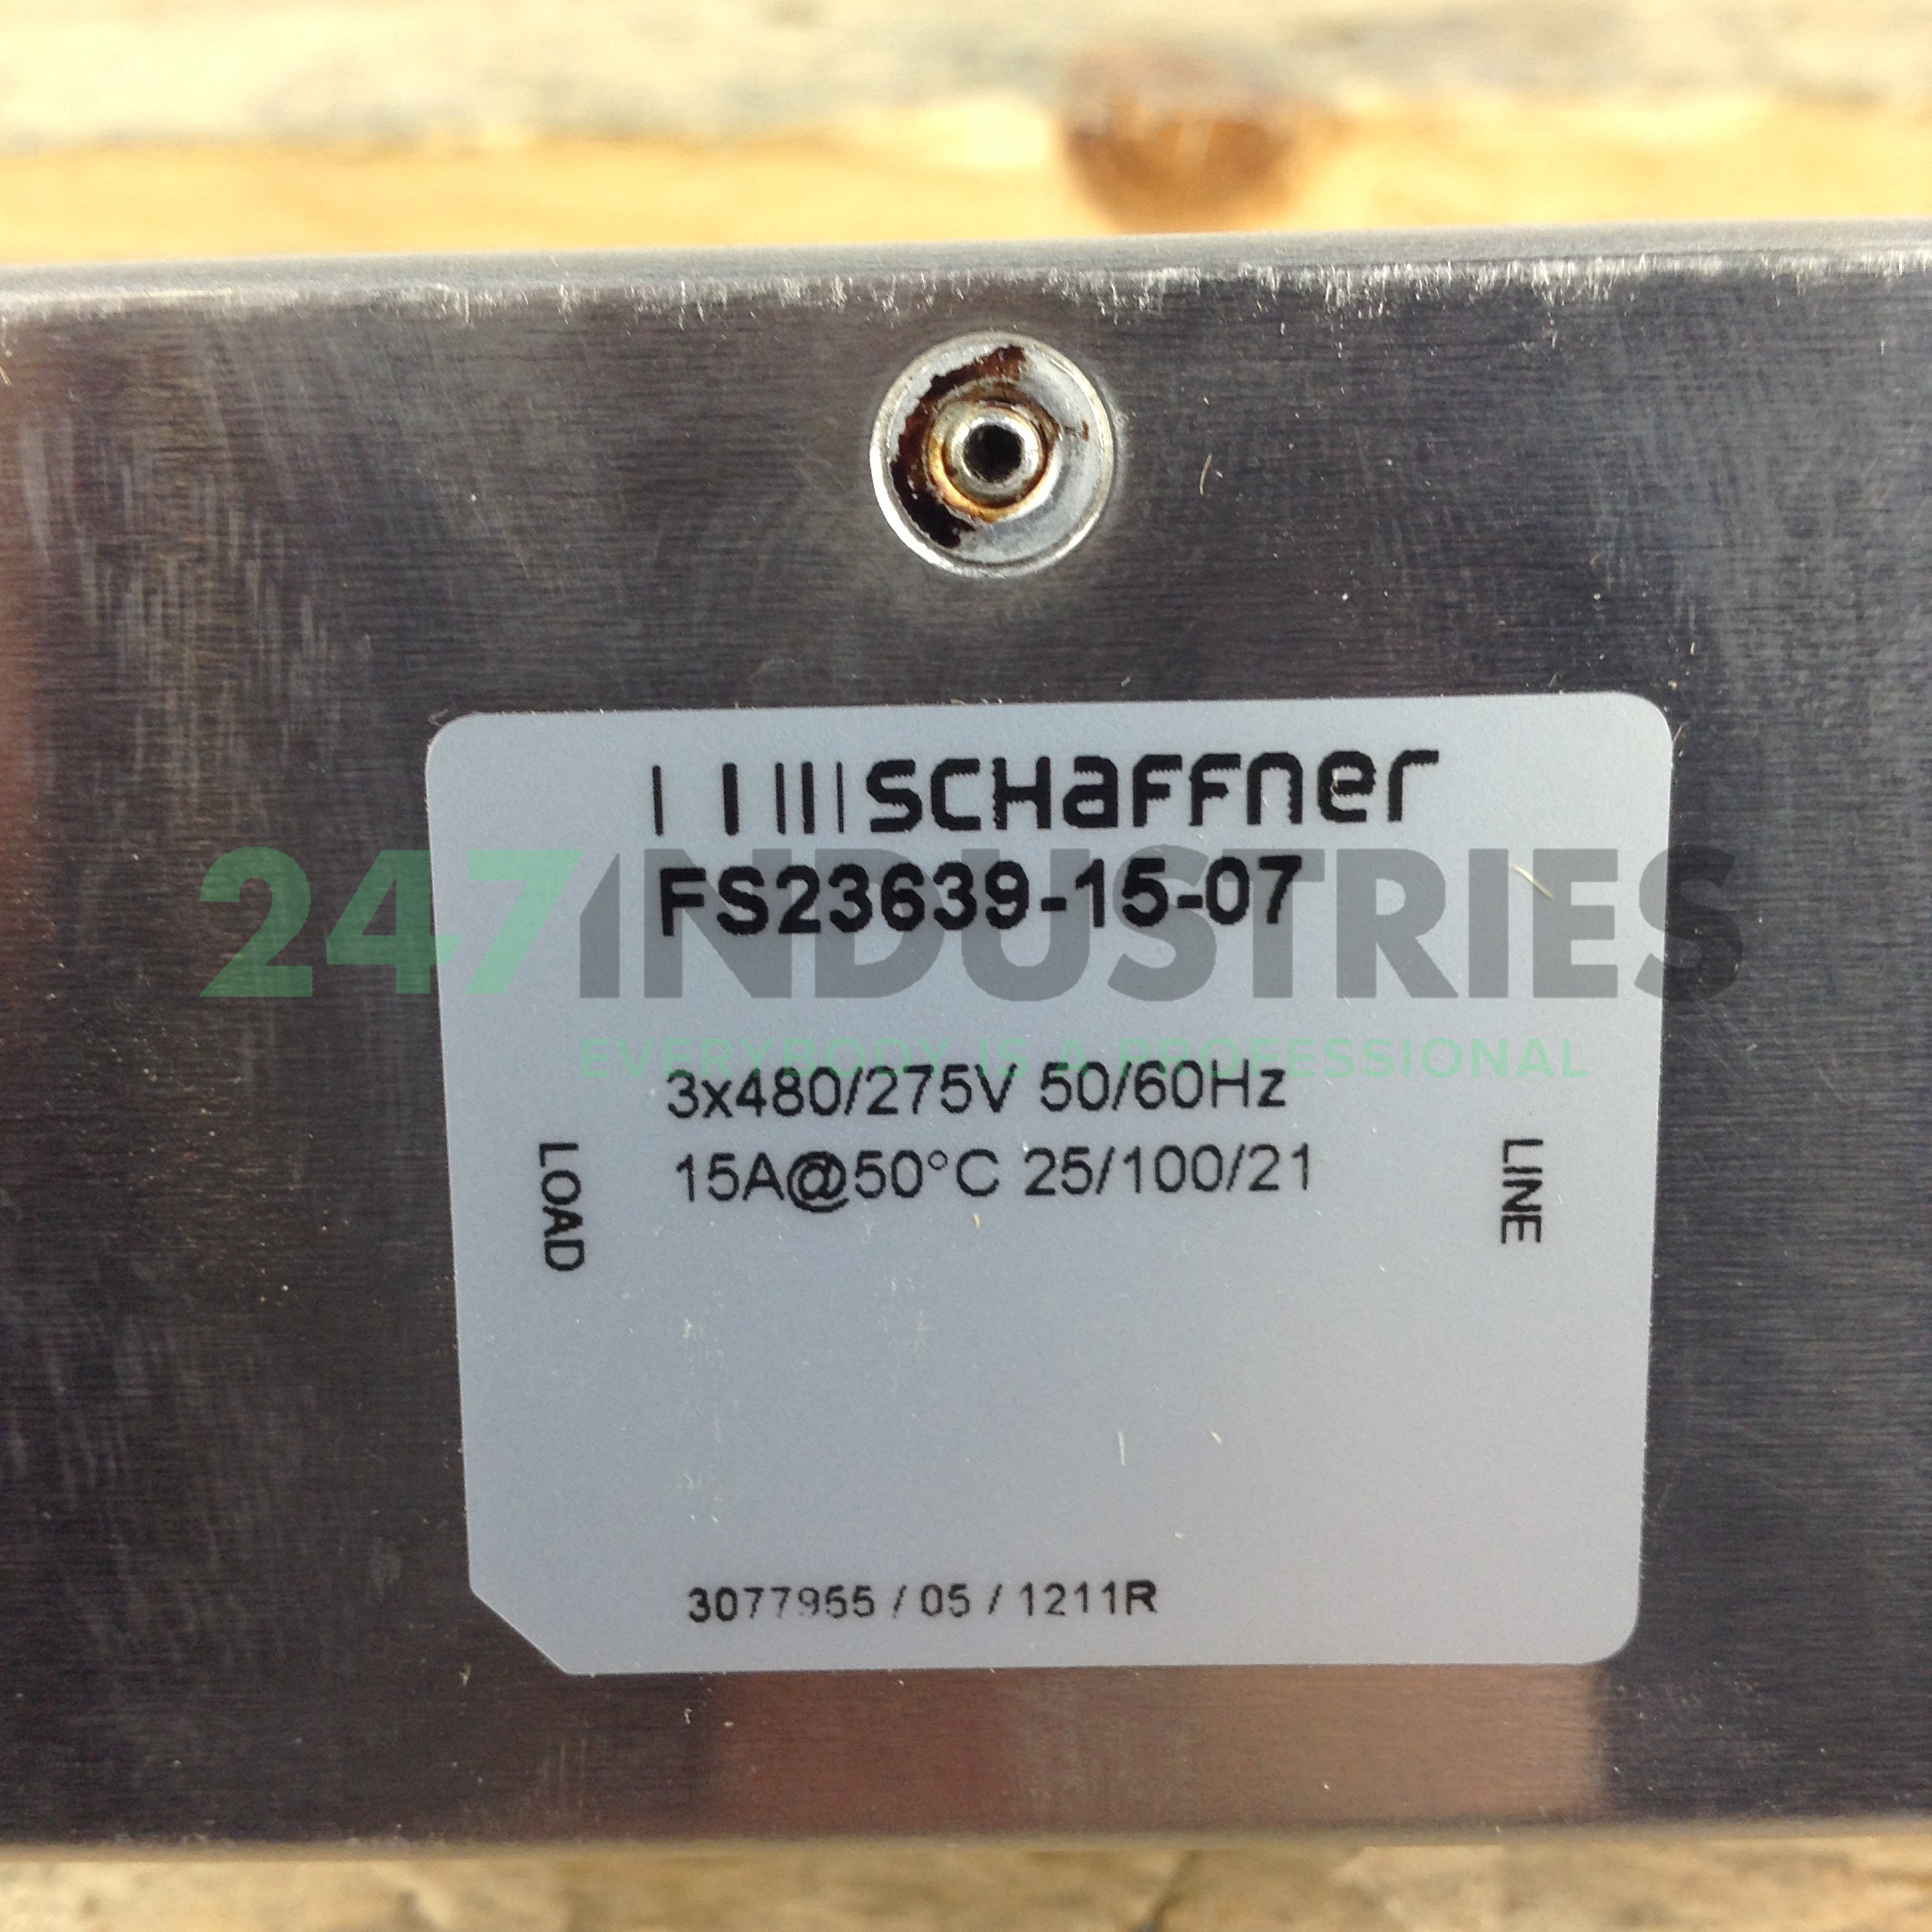 SCHAFFNER
FS23639-15-07
247INDUSTRIES
EVERYBODY IS A PROFESSIONAL
3x480/275V 50/60Hz
15A@50°C 25/100/21
LOAD
LINE
3077955 / 05 / 1211R